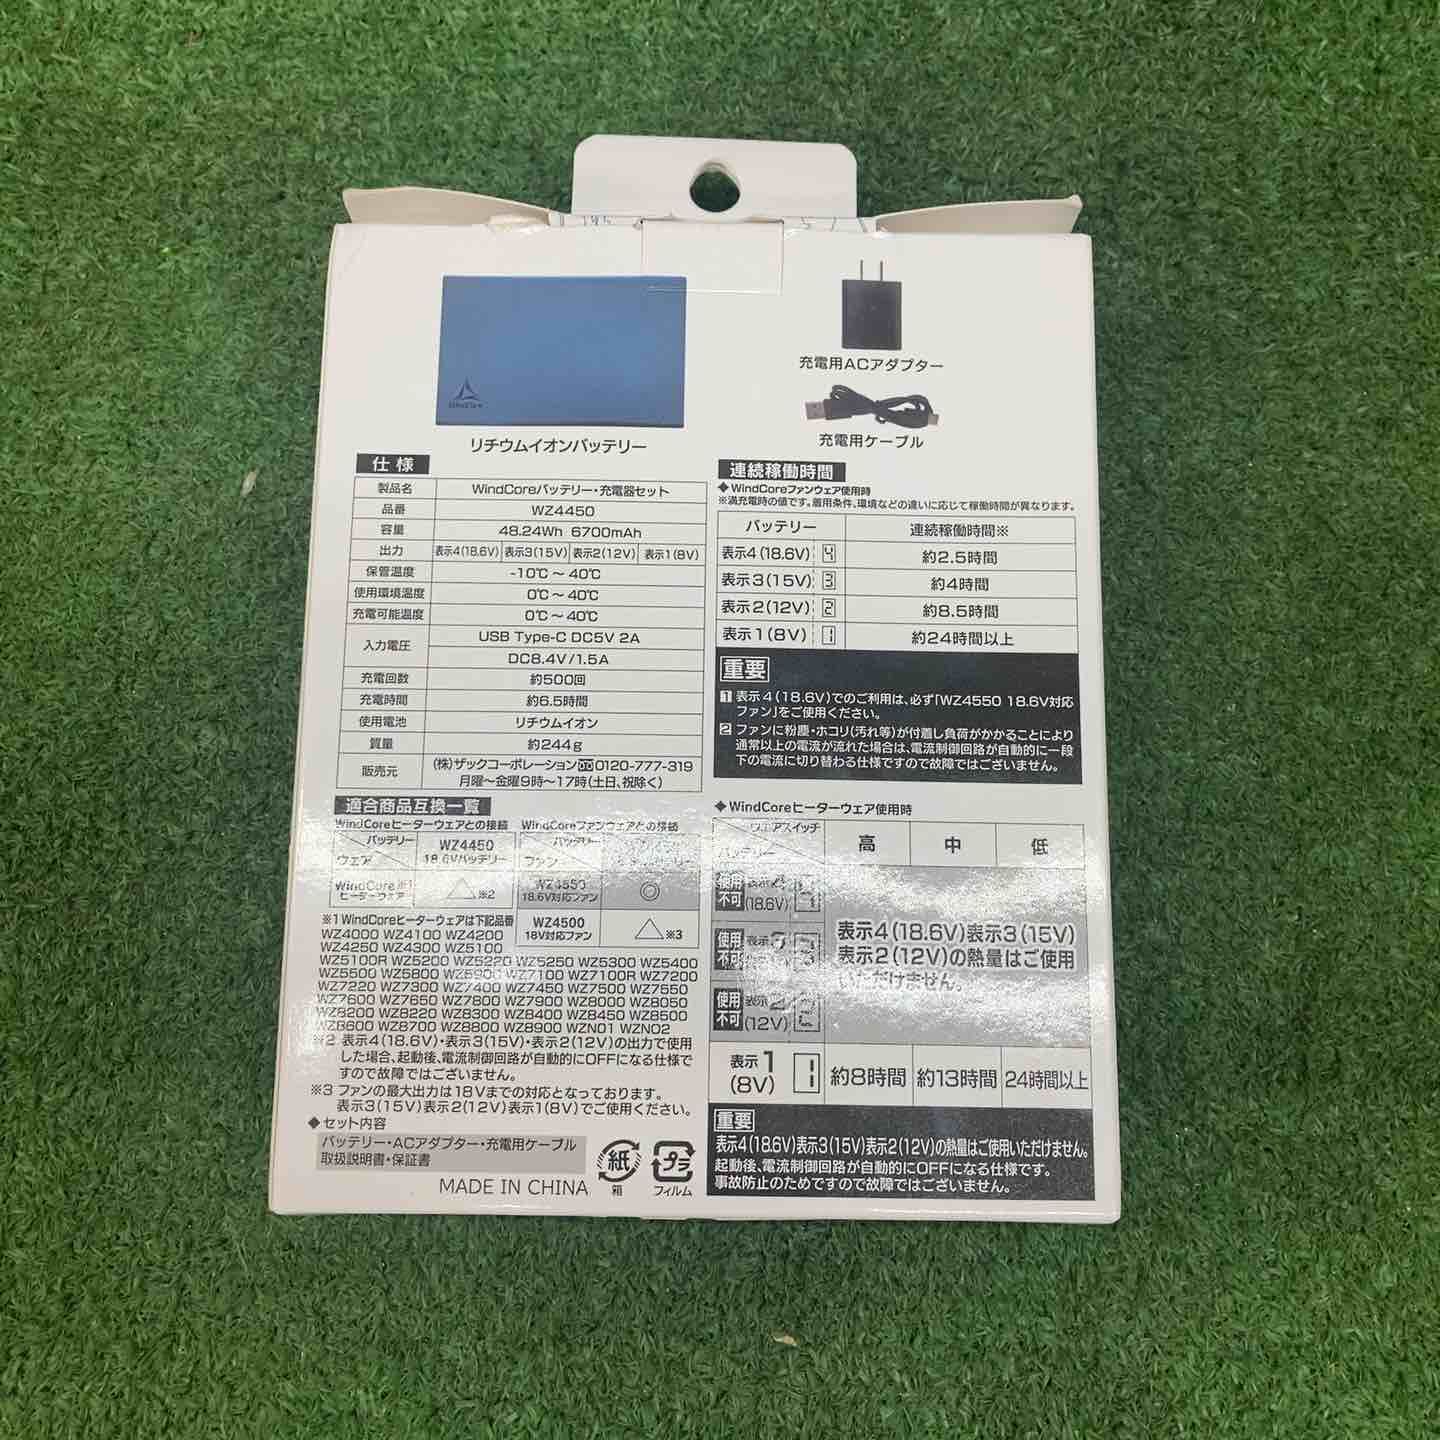 充電用ACアダプター
充電用ケーブル
リチウムイオンバッテリー
仕様
製品名 WindCoreバッテリー・充電器セット
品番 WZ4450
容量 48.24Wh 6700mAh
出力 表示4(18.6V) 表示3(15V) 表示2(12V) 表示1(8V)
保管温度 -10℃〜40℃
使用環境温度 0℃〜40℃
充電可能温度 0℃〜40℃
入力電圧 USB Type-C DC5V 2A
DC8.4V/1.5A
充電回数 約500回
充電時間 約6.5時間
使用電池 リチウムイオン
質量 約244g
販売元 (株)ザックコーポレーション 0120-777-319
月曜〜金曜9時〜17時(土日、祝除く)
適合商品互換一覧
WindCoreヒーターウェアとの接続
バッテリー WZ4450
ウェア 18.6Vバッテリー
WindCore※1
ヒーターウェア △※2
WindCoreファンウェアとの接続
バッテリー
ファン
WZ4550
18.6V対応ファン ◎
WZ4500
18V対応ファン △※3
※1 WindCoreヒーターウェアは下記品番
WZ4000 WZ4100 WZ4200
WZ4250 WZ4300 WZ5100
WZ5100R WZ5200 WZ5220 WZ5250 WZ5300 WZ5400
WZ5500 WZ5800 WZ5900 WZ7100 WZ7100R WZ7200
WZ7220 WZ7300 WZ7400 WZ7450 WZ7500 WZ7550
WZ7600 WZ7650 WZ7800 WZ7900 WZ8000 WZ8050
WZ8200 WZ8220 WZ8300 WZ8400 WZ8450 WZ8500
WZ8600 WZ8700 WZ8800 WZ8900 WZN01 WZN02
※2 表示4(18.6V)・表示3(15V)・表示2(12V)の出力で使用
した場合、起動後、電流制御回路が自動的にOFFになる仕様で
すので故障ではございません。
※3 ファンの最大出力は18Vまでの対応となっております。
表示3(15V)表示2(12V)表示1(8V)でご使用ください。
◆セット内容
バッテリー・ACアダプター・充電用ケーブル
取扱説明書・保証書
MADE IN CHINA
紙
箱
プラ
フィルム
連続稼働時間
◆WindCoreファンウェア使用時
※満充電時の値です。着用条件、環境などの違いに応じて稼働時間が異なります。
バッテリー 連続稼働時間※
表示4(18.6V) 4 約2.5時間
表示3(15V) 3 約4時間
表示2(12V) 2 約8.5時間
表示1(8V) 1 約24時間以上
重要
1 表示4(18.6V)でのご利用は、必ず「WZ4550 18.6V対応
ファン」をご使用ください。
2 ファンに粉塵・ホコリ(汚れ等)が付着し負荷がかかることにより
通常以上の電流が流れた場合は、電流制御回路が自動的に一段
下の電流に切り替わる仕様ですので故障ではございません。
◆WindCoreヒーターウェア使用時
ウェアスイッチ 高 中 低
バッテリー
使用不可 表示4(18.6V)
使用不可 表示3
使用不可 表示2(12V)
表示4(18.6V)表示3(15V)
表示2(12V)の熱量はご使用
いただけません。
表示1(8V) 1 約8時間 約13時間 24時間以上
重要
表示4(18.6V)表示3(15V)表示2(12V)の熱量はご使用いただけません。
起動後、電流制御回路が自動的にOFFになる仕様です。
事故防止のためですので故障ではございません。